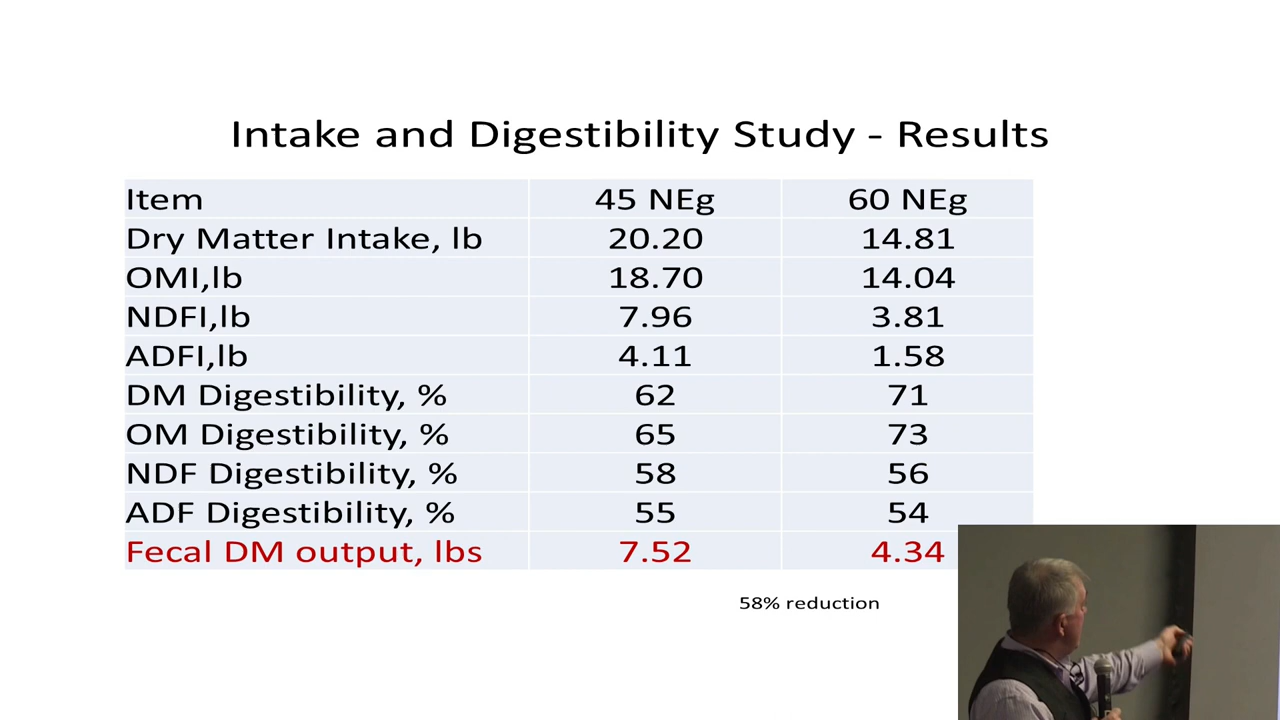 Intake and Digestibility Study - Results
Item 45 NEg 60 NEg
Dry Matter Intake, lb 20.20 14.81
OMI,lb 18.70 14.04
NDFI,lb 7.96 3.81
ADFI,lb 4.11 1.58
DM Digestibility, % 62 71
OM Digestibility, % 65 73
NDF Digestibility, % 58 56
ADF Digestibility, % 55 54
Fecal DM output, lbs 7.52 4.34
58% reduction